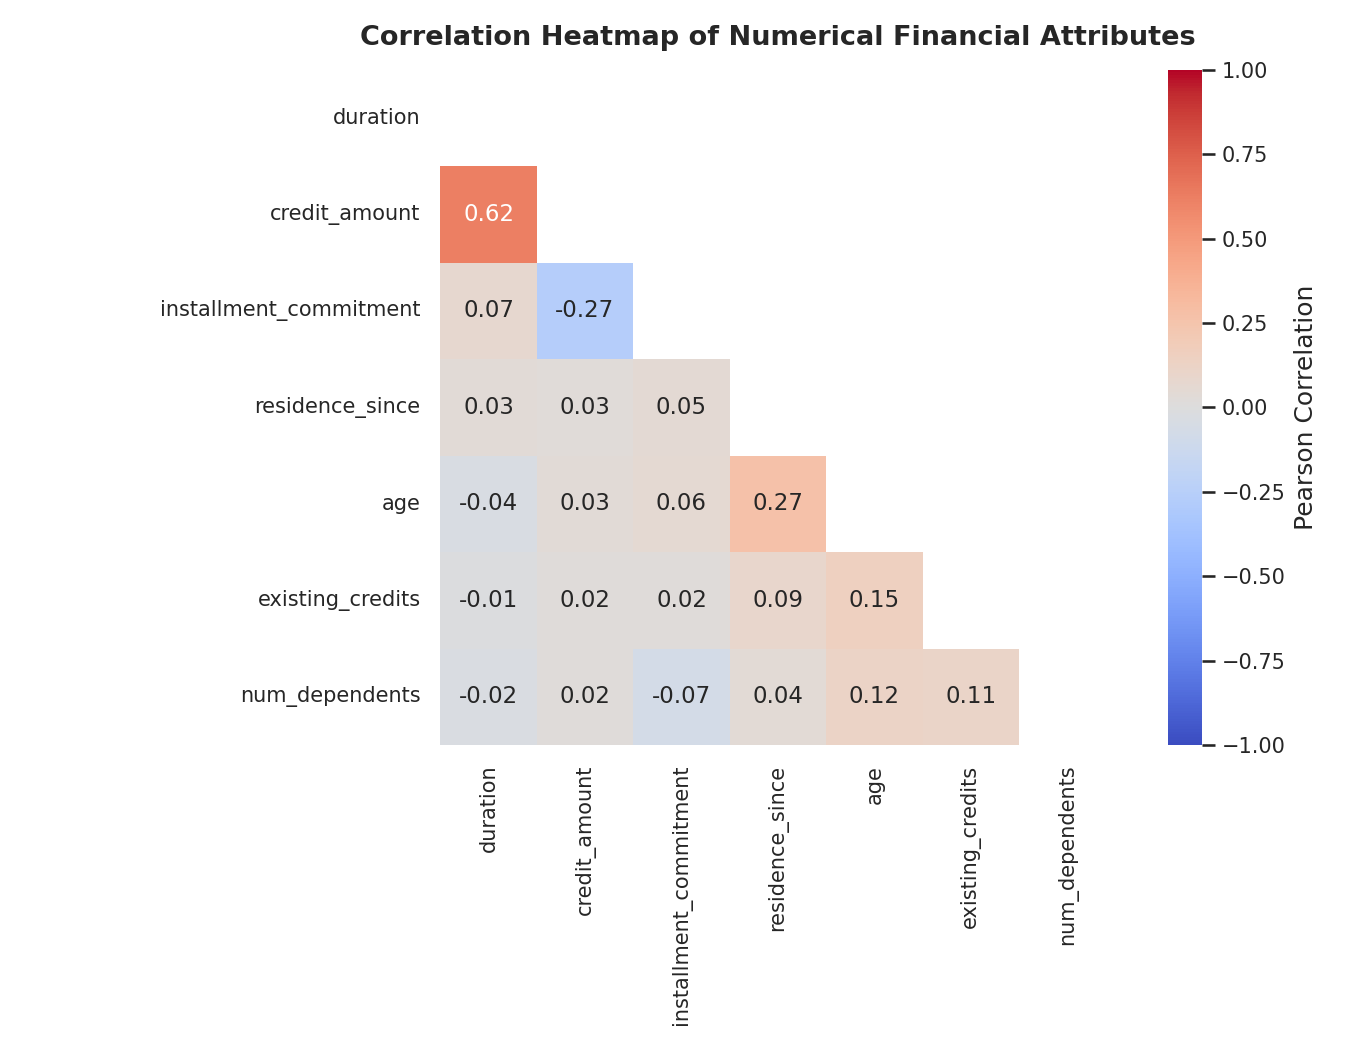 Correlation Heatmap of Numerical Financial Attributes
duration
credit_amount
0.62
installment_commitment
0.07 -0.27
residence_since
0.03 0.03 0.05
age
-0.04 0.03 0.06 0.27
existing_credits
-0.01 0.02 0.02 0.09 0.15
num_dependents
-0.02 0.02 -0.07 0.04 0.12 0.11
duration
credit_amount
installment_commitment
residence_since
age
existing_credits
num_dependents
1.00
0.75
0.50
0.25
0.00
−0.25
−0.50
−0.75
−1.00
Pearson Correlation